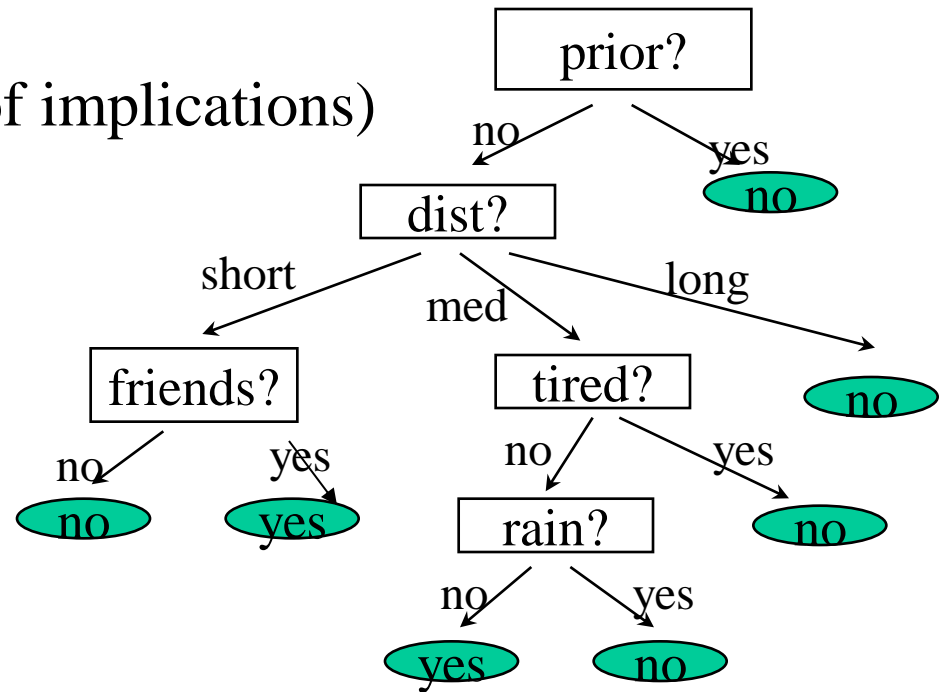 prior?
of implications)
no
yes
no
dist?
short
med
long
friends?
tired?
no
no
yes
no
yes
no
yes
rain?
no
no
yes
yes
no